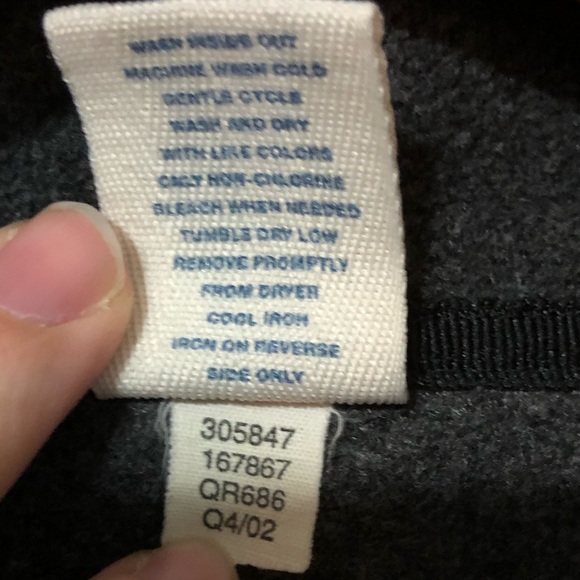 WASH INSIDE OUT
MACHINE WASH COLD
GENTLE CYCLE
WASH AND DRY
WITH LIKE COLORS
ONLY NON-CHLORINE
BLEACH WHEN NEEDED
TUMBLE DRY LOW
REMOVE PROMPTLY
FROM DRYER
COOL IRON
IRON ON REVERSE
SIDE ONLY
305847
167867
QR686
Q4/02